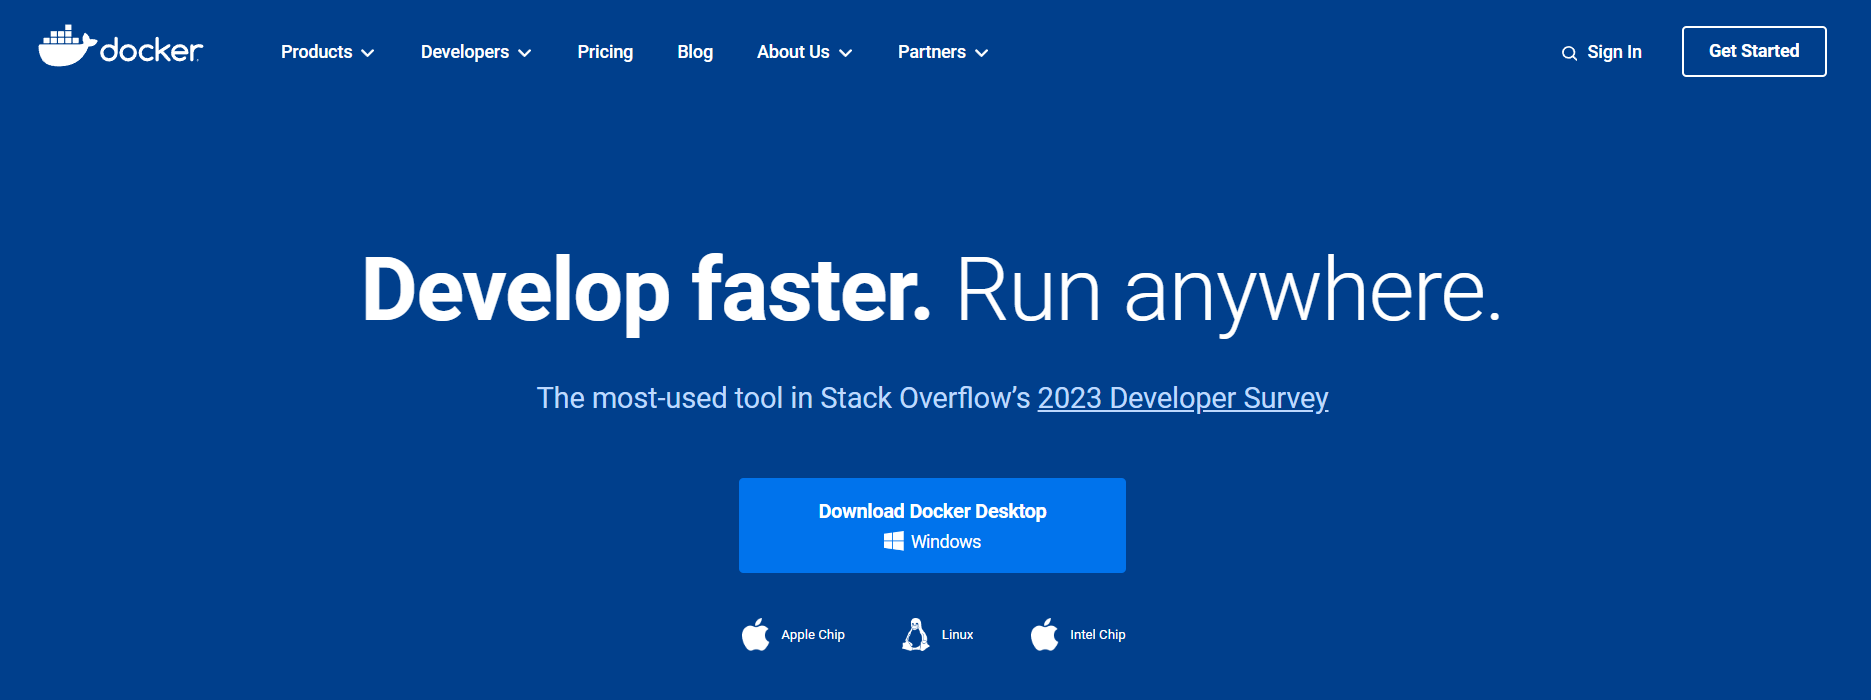 docker
Products Developers Pricing Blog About Us Partners Sign In Get Started
Develop faster. Run anywhere.
The most-used tool in Stack Overflow’s 2023 Developer Survey
Download Docker Desktop
Windows
Apple Chip Linux Intel Chip